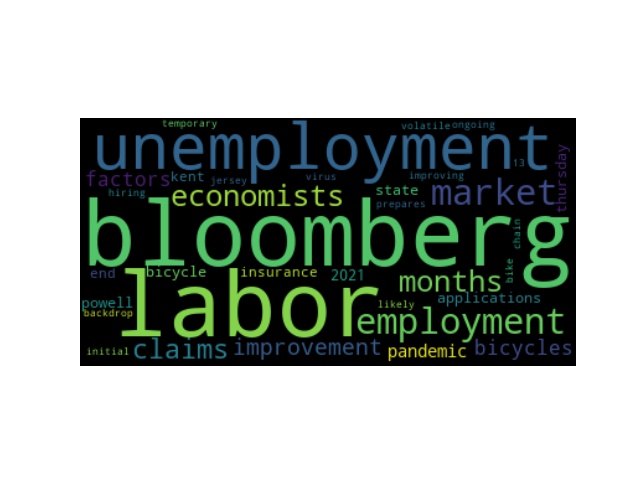 temporary volatile ongoing
unemployment 13
thursday
factors kent jersey virus improving
hiring economists state market
prepares
bloomberg
chain
bike
end bicycle insurance 2021 months
labor
powell likely applications
backdrop employment
initial claims improvement pandemic bicycles